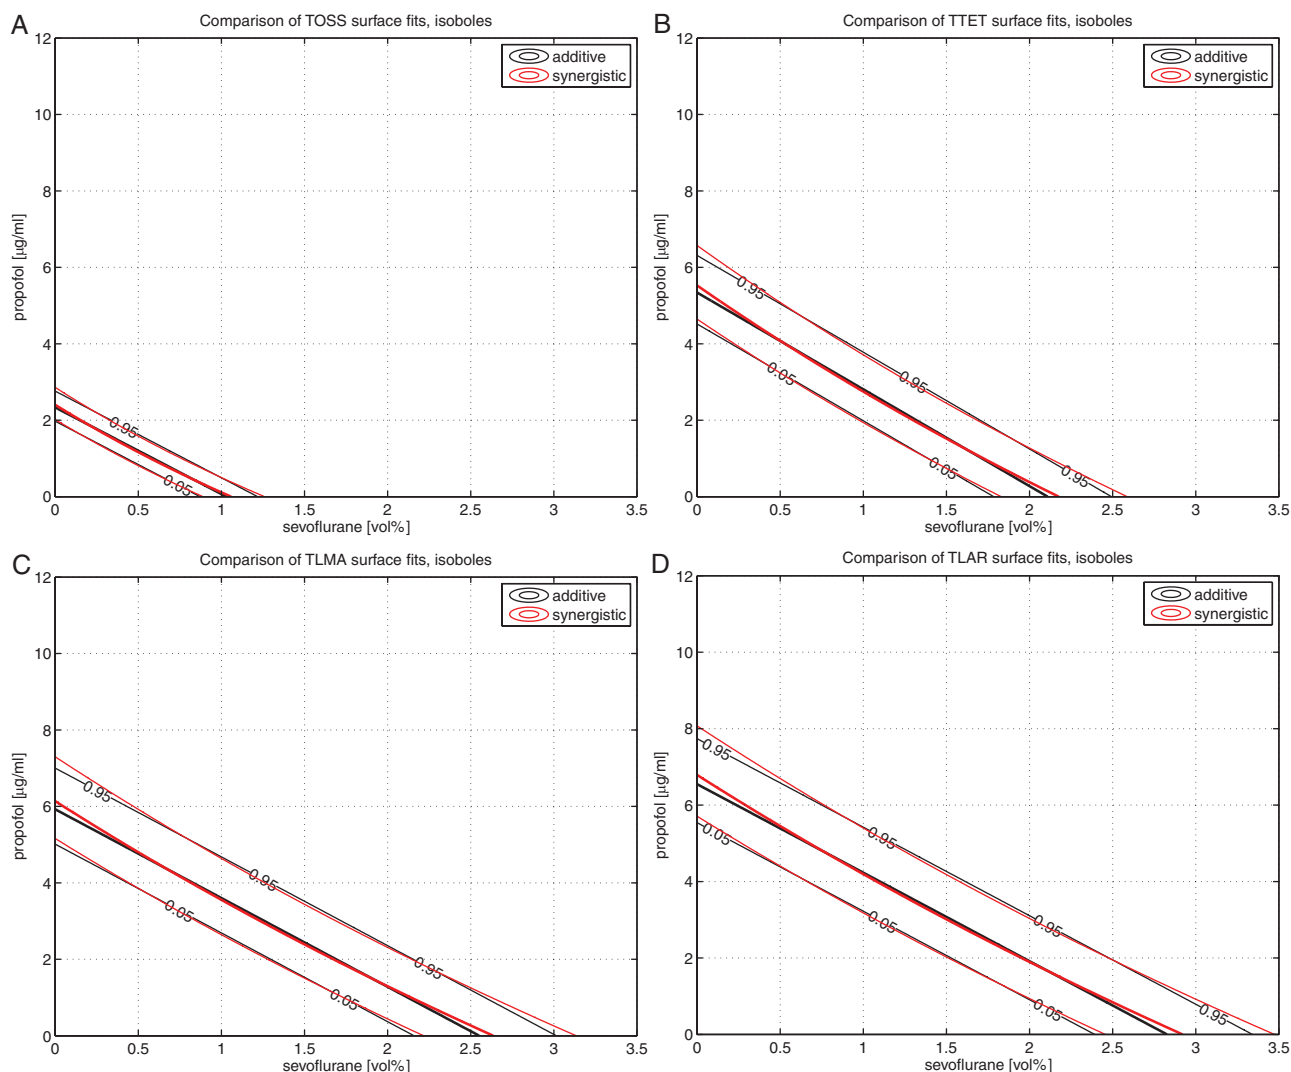 A
Comparison of TOSS surface fits, isoboles
additive
synergistic
12
10
8
6
4
2
0
propofol [µg/ml]
0.95
0.05
0 0.5 1 1.5 2 2.5 3 3.5
sevoflurane [vol%]
B
Comparison of TTET surface fits, isoboles
additive
synergistic
12
10
8
6
4
2
0
propofol [µg/ml]
0.95
0.95
0.95
0.05
0.05
0 0.5 1 1.5 2 2.5 3 3.5
sevoflurane [vol%]
C
Comparison of TLMA surface fits, isoboles
additive
synergistic
12
10
8
6
4
2
0
propofol [µg/ml]
0.95
0.95
0.95
0.05
0.05
0 0.5 1 1.5 2 2.5 3 3.5
sevoflurane [vol%]
D
Comparison of TLAR surface fits, isoboles
additive
synergistic
12
10
8
6
4
2
0
propofol [µg/ml]
0.95
0.95
0.95
0.95
0.05
0.05
0.05
0 0.5 1 1.5 2 2.5 3 3.5
sevoflurane [vol%]